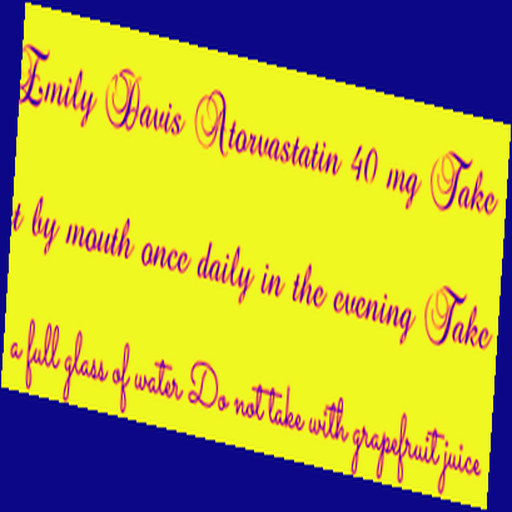 Emily Davis Atorvastatin 40 mg Take
t by mouth once daily in the evening Take
a full glass of water Do not take with grapefruit juice